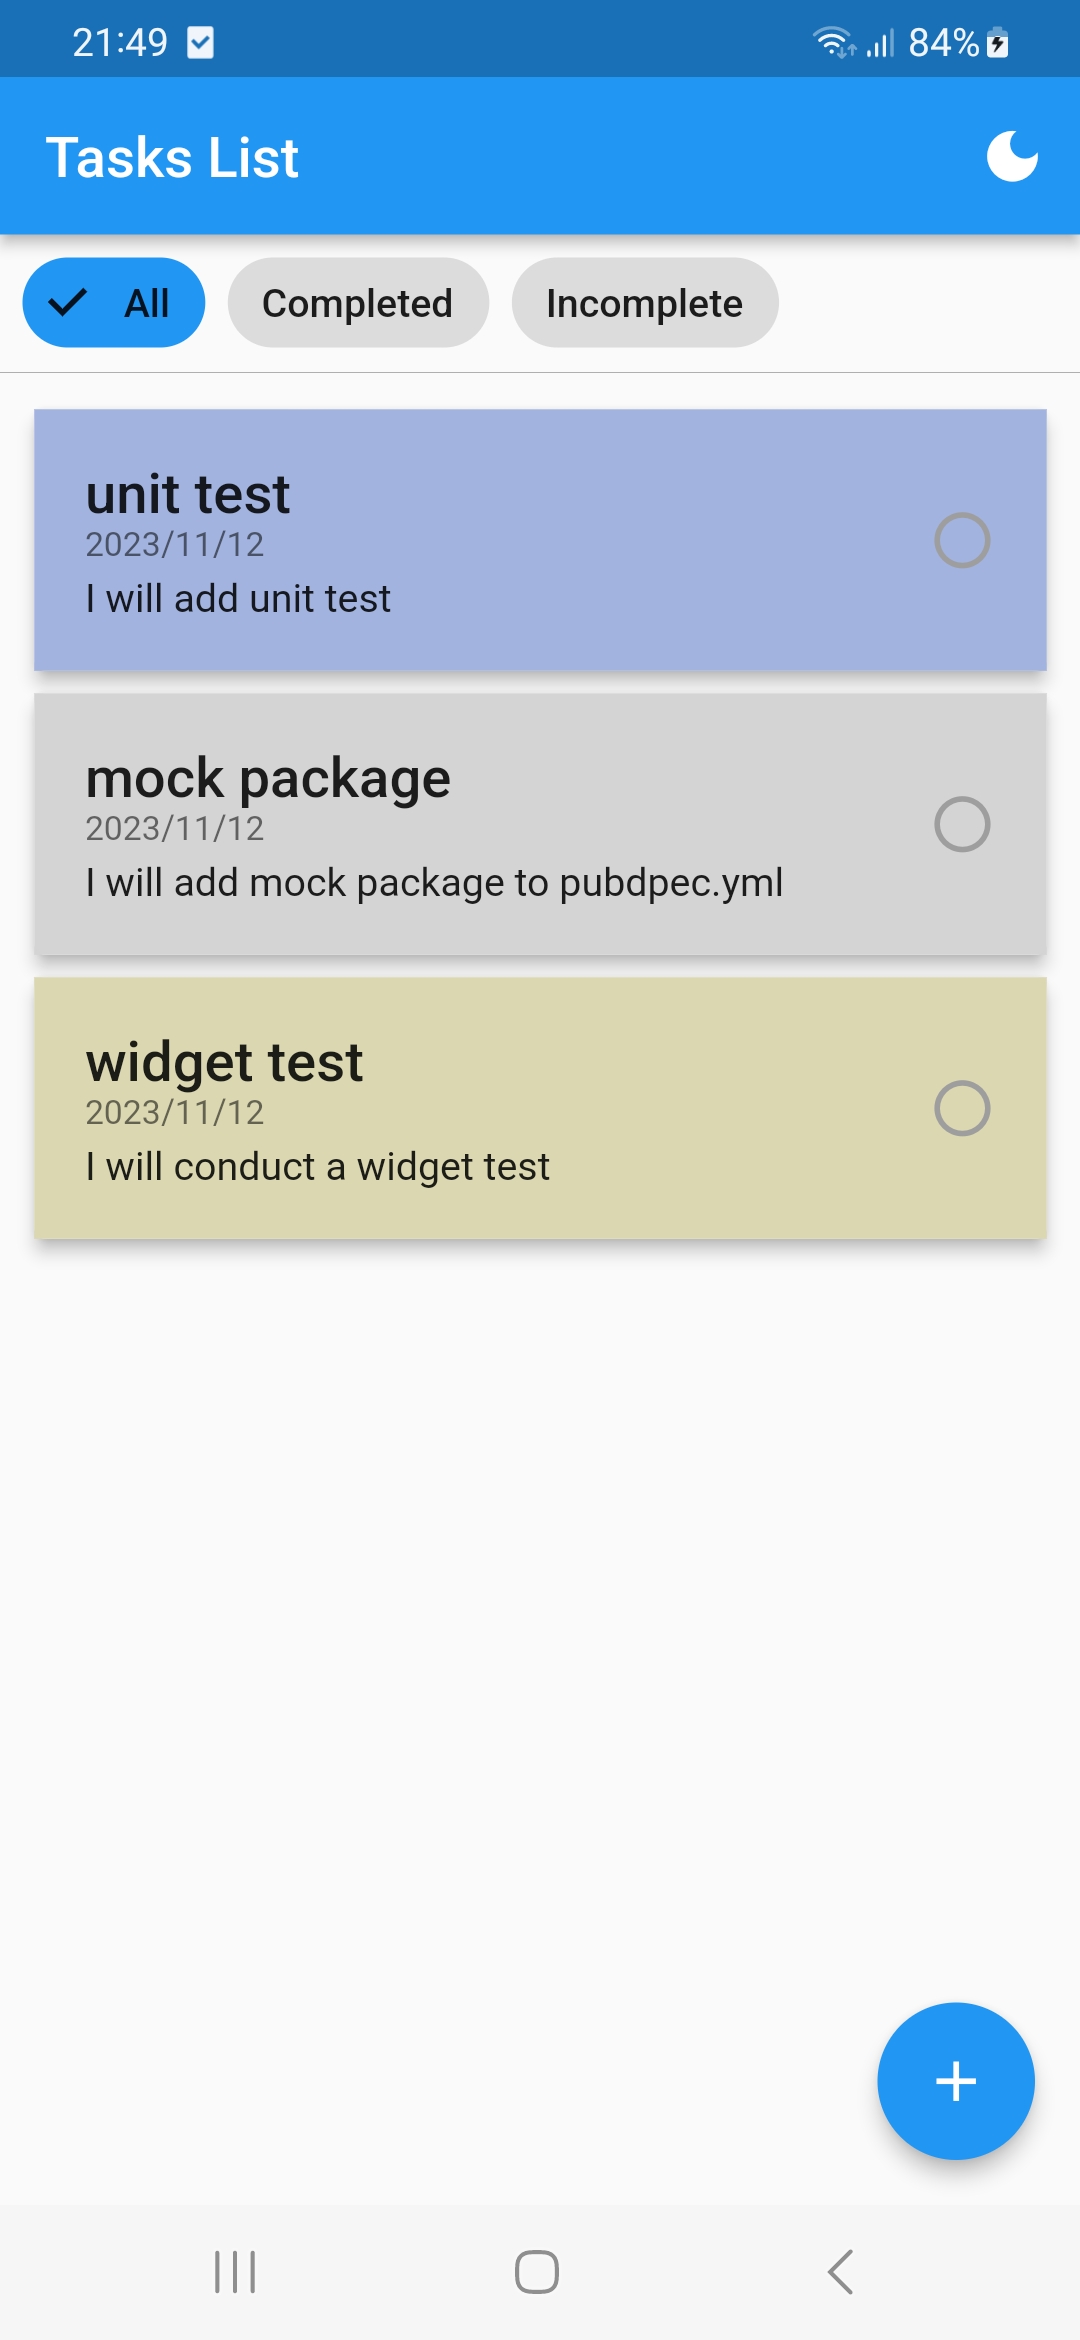 21:49 84%
Tasks List
All Completed Incomplete
unit test
2023/11/12
I will add unit test
mock package
2023/11/12
I will add mock package to pubdpec.yml
widget test
2023/11/12
I will conduct a widget test